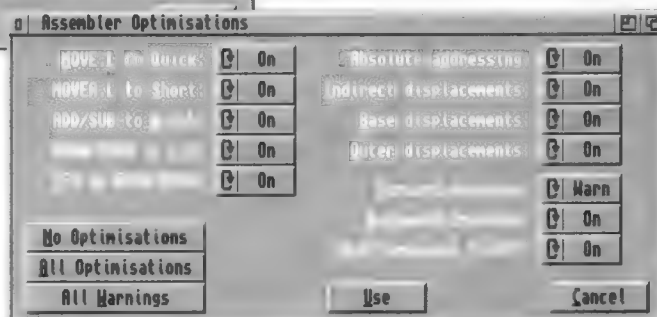 Assembler Optimisations
MOVE.L to Quick: On
MOVEA.L to Short: On
ADD/SUB to On
On
On
Absolute addressing: On
Indirect displacements: On
Base displacements: On
Outer displacements: On
Warn
On
On
No Optimisations
All Optimisations
All Warnings
Use
Cancel